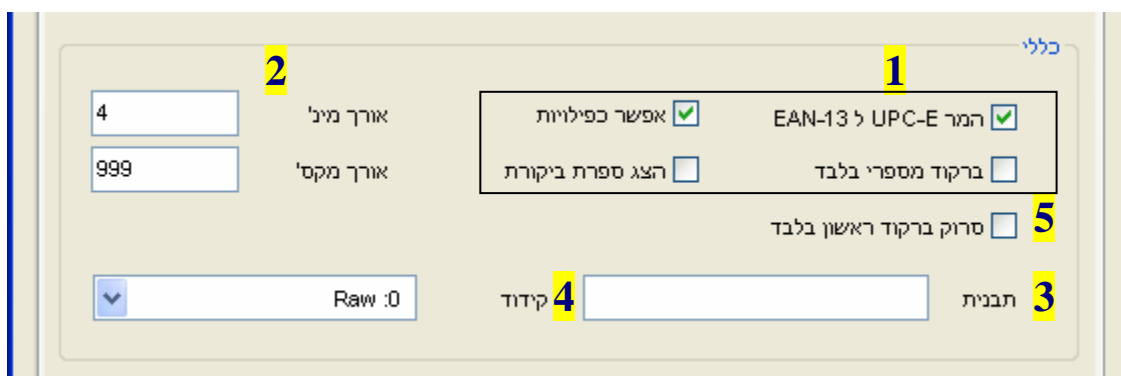 כללי
1
2
המר UPC-E ל EAN-13 אפשר כפילויות אורך מינ' 4
ברקוד מספרי בלבד הצג ספרת ביקורת אורך מקס' 999
5 סרוק ברקוד ראשון בלבד
3 תבנית 4 קידוד Raw :0